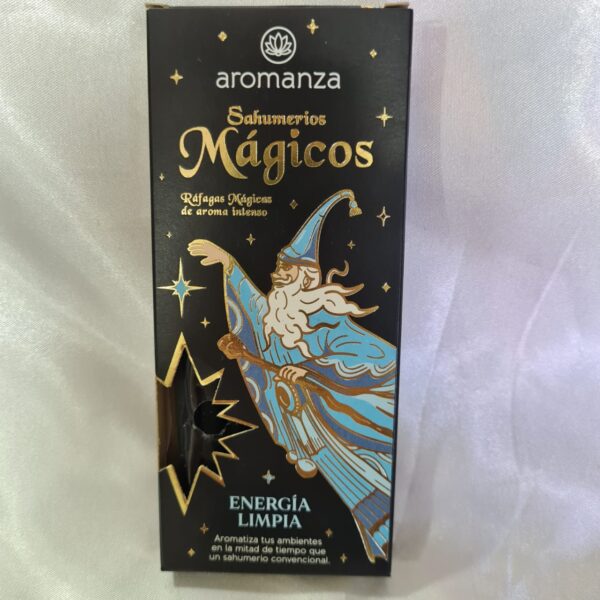 aromanza
Sahumerios
Mágicos
Ráfagas Mágicas
de aroma intenso
ENERGÍA
LIMPIA
Aromatiza tus ambientes
en la mitad de tiempo que
un sahumerio convencional.